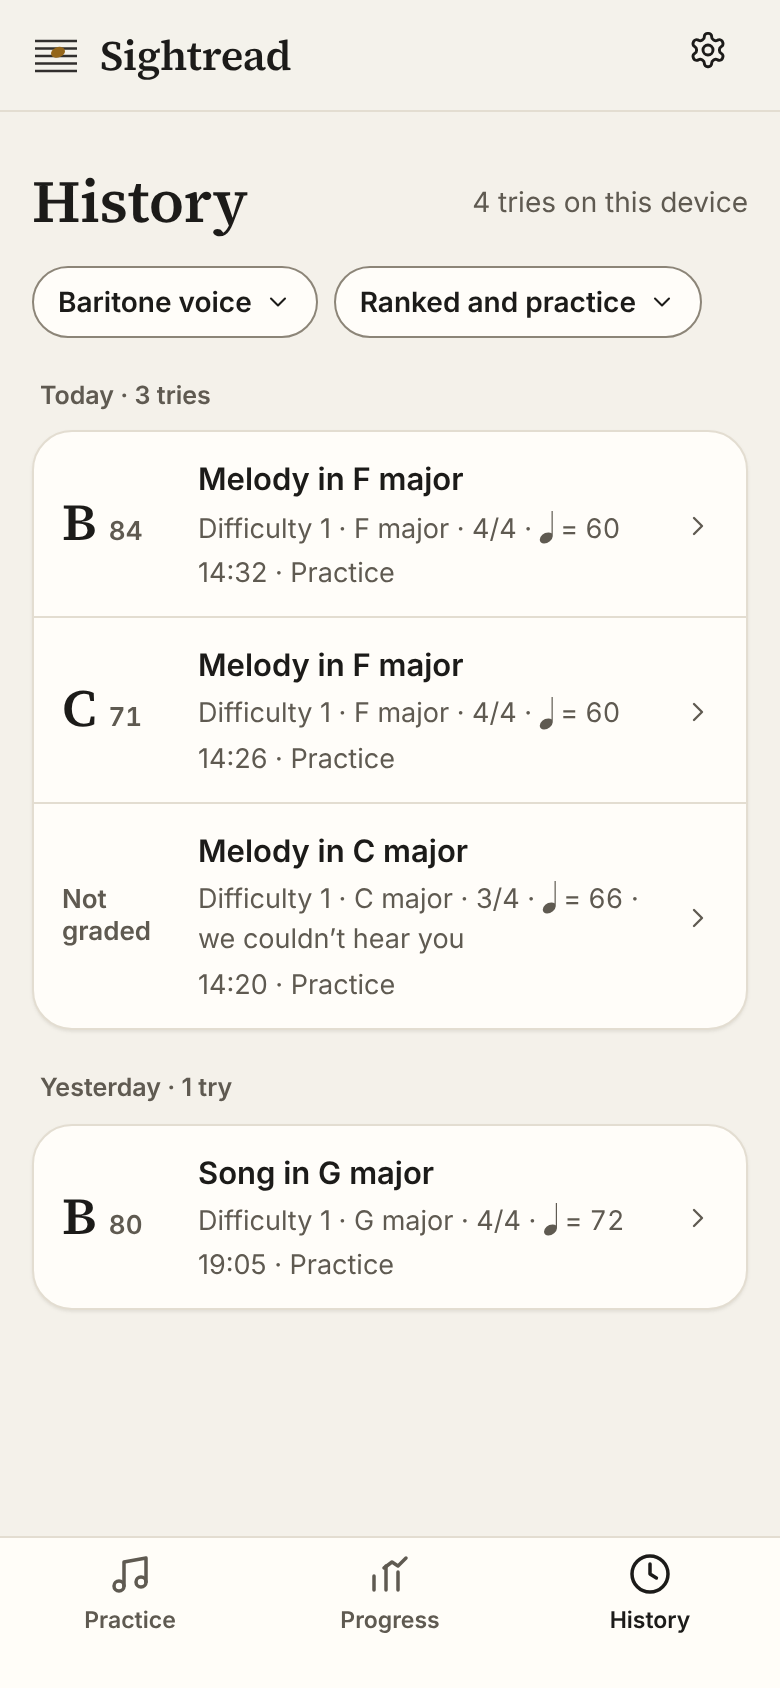 Sightread
History
4 tries on this device
Baritone voice
Ranked and practice
Today · 3 tries
B 84
Melody in F major
Difficulty 1 · F major · 4/4 · ♩ = 60
14:32 · Practice
C 71
Melody in F major
Difficulty 1 · F major · 4/4 · ♩ = 60
14:26 · Practice
Not
graded
Melody in C major
Difficulty 1 · C major · 3/4 · ♩ = 66 ·
we couldn’t hear you
14:20 · Practice
Yesterday · 1 try
B 80
Song in G major
Difficulty 1 · G major · 4/4 · ♩ = 72
19:05 · Practice
Practice
Progress
History